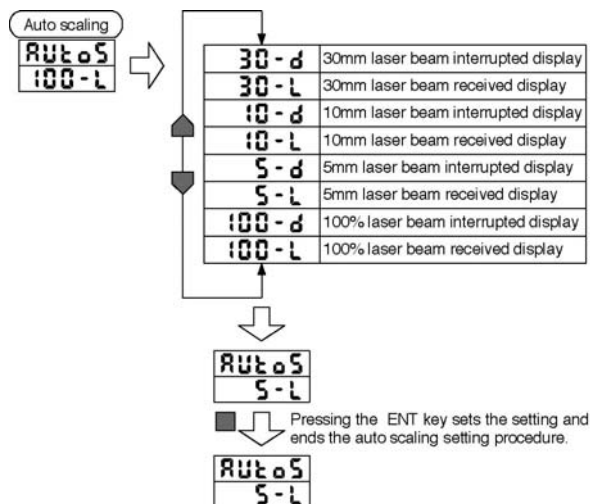 Auto scaling
AUtoS
100-L
30-d 30mm laser beam interrupted display
30-L 30mm laser beam received display
10-d 10mm laser beam interrupted display
10-L 10mm laser beam received display
5-d 5mm laser beam interrupted display
5-L 5mm laser beam received display
100-d 100% laser beam interrupted display
100-L 100% laser beam received display
AUtoS
5-L
Pressing the ENT key sets the setting and
ends the auto scaling setting procedure.
AUtoS
5-L